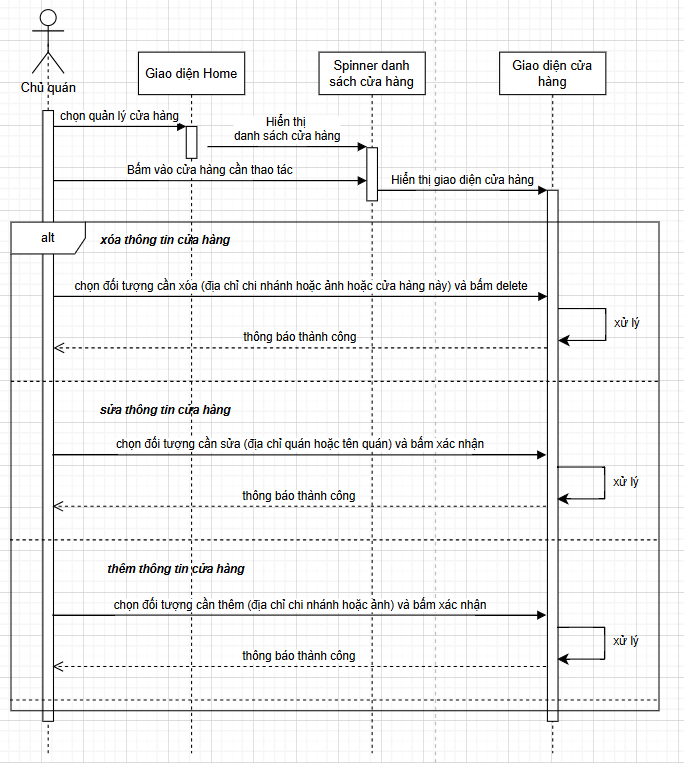 Chủ quán
Giao diện Home
Spinner danh
sách cửa hàng
Giao diện cửa
hàng
chọn quản lý cửa hàng
Hiển thị
danh sách cửa hàng
Bấm vào cửa hàng cần thao tác
Hiển thị giao diện cửa hàng
alt
xóa thông tin cửa hàng
chọn đối tượng cần xóa (địa chỉ chi nhánh hoặc ảnh hoặc cửa hàng này) và bấm delete
xử lý
thông báo thành công
sửa thông tin cửa hàng
chọn đối tượng cần sửa (địa chỉ quán hoặc tên quán) và bấm xác nhận
xử lý
thông báo thành công
thêm thông tin cửa hàng
chọn đối tượng cần thêm (địa chỉ chi nhánh hoặc ảnh) và bấm xác nhận
xử lý
thông báo thành công